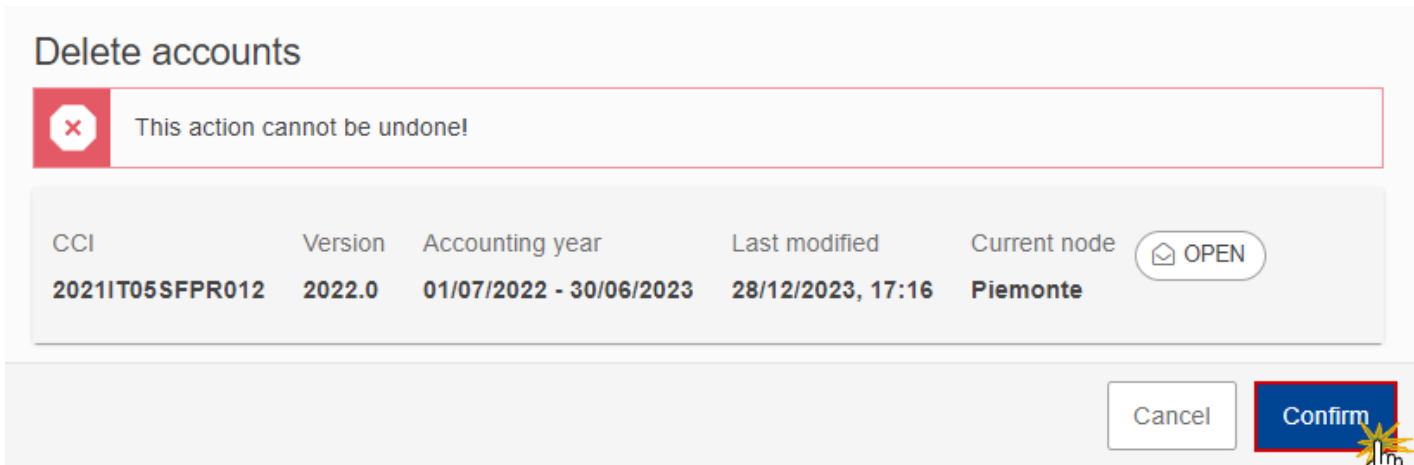 Delete accounts
This action cannot be undone!
CCI Version Accounting year Last modified Current node OPEN
2021IT05SFPR012 2022.0 01/07/2022 - 30/06/2023 28/12/2023, 17:16 Piemonte
Cancel Confirm